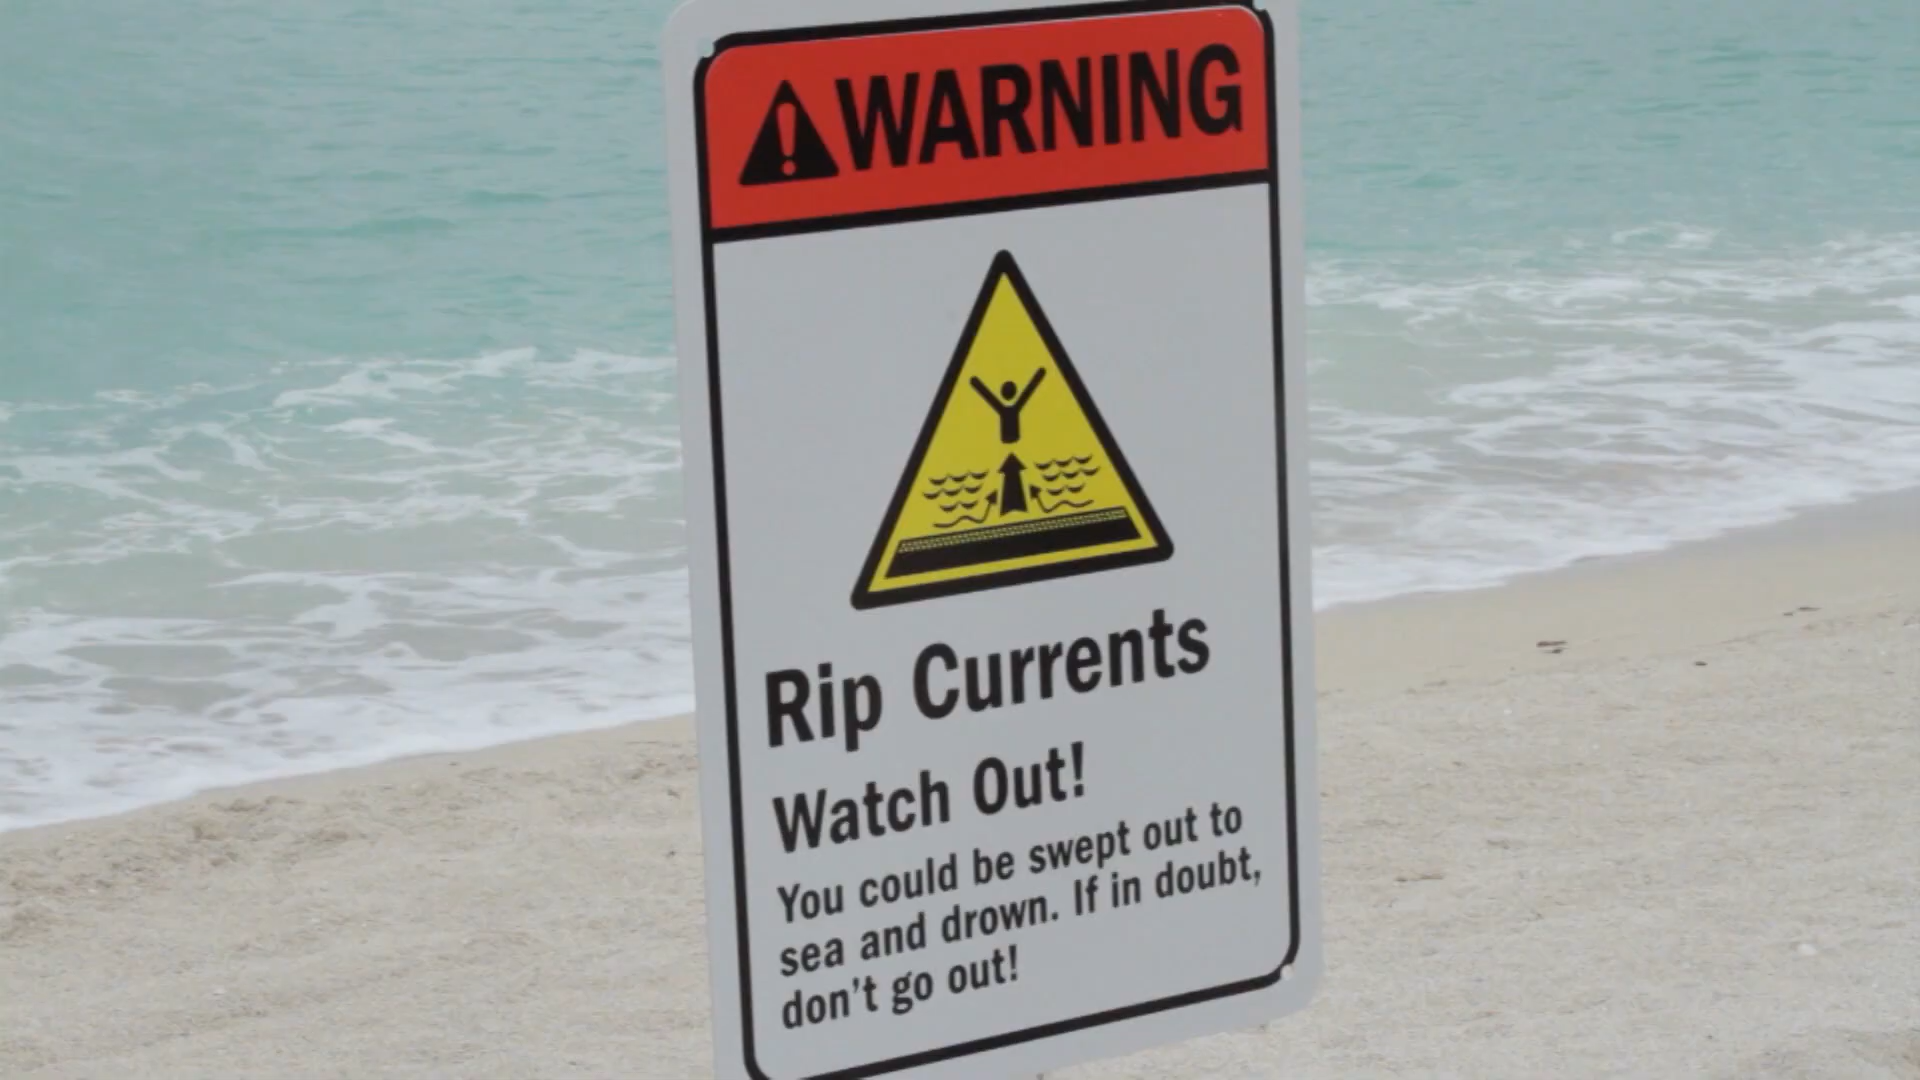 WARNING
Rip Currents
Watch Out!
You could be swept out to
sea and drown. If in doubt,
don't go out!